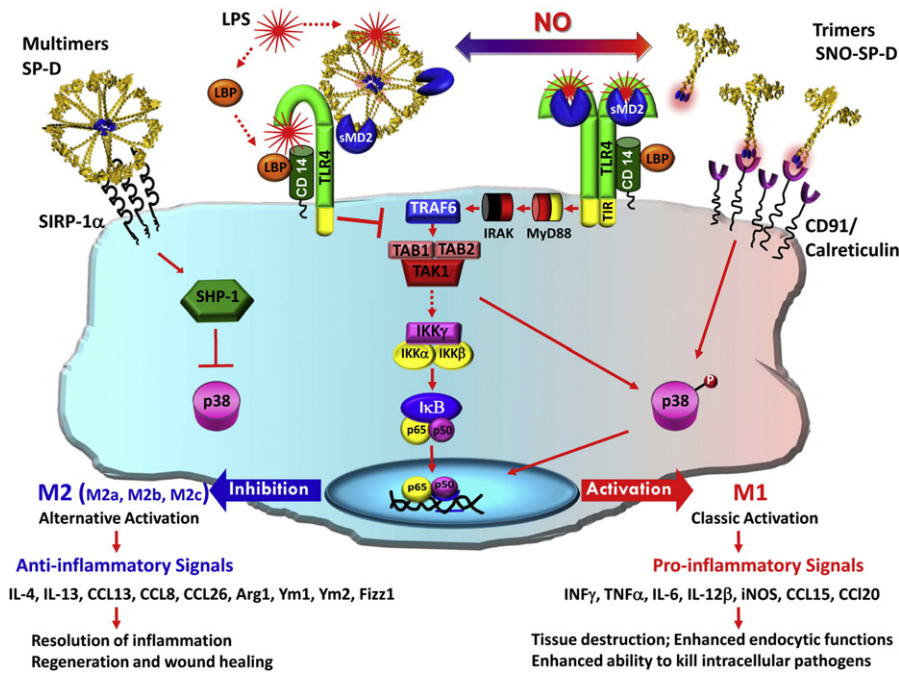 LPS
NO
Multimers
SP-D
Trimers
SNO-SP-D
LBP
sMD2
sMD2
LBP
CD 14
TLR4
TLR4
TIR
CD 14
LBP
SIRP-1α
CD91/
Calreticulin
TRAF6
IRAK
MyD88
TAB1
TAB2
TAK1
SHP-1
IKKγ
IKKα
IKKβ
p38
IκB
p65
p50
p38
P
p65
p50
Inhibition
Activation
M2 (M2a, M2b, M2c)
Alternative Activation
M1
Classic Activation
Anti-inflammatory Signals
Pro-inflammatory Signals
IL-4, IL-13, CCL13, CCL8, CCL26, Arg1, Ym1, Ym2, Fizz1
INFγ, TNFα, IL-6, IL-12β, iNOS, CCL15, CCl20
Resolution of inflammation
Regeneration and wound healing
Tissue destruction; Enhanced endocytic functions
Enhanced ability to kill intracellular pathogens